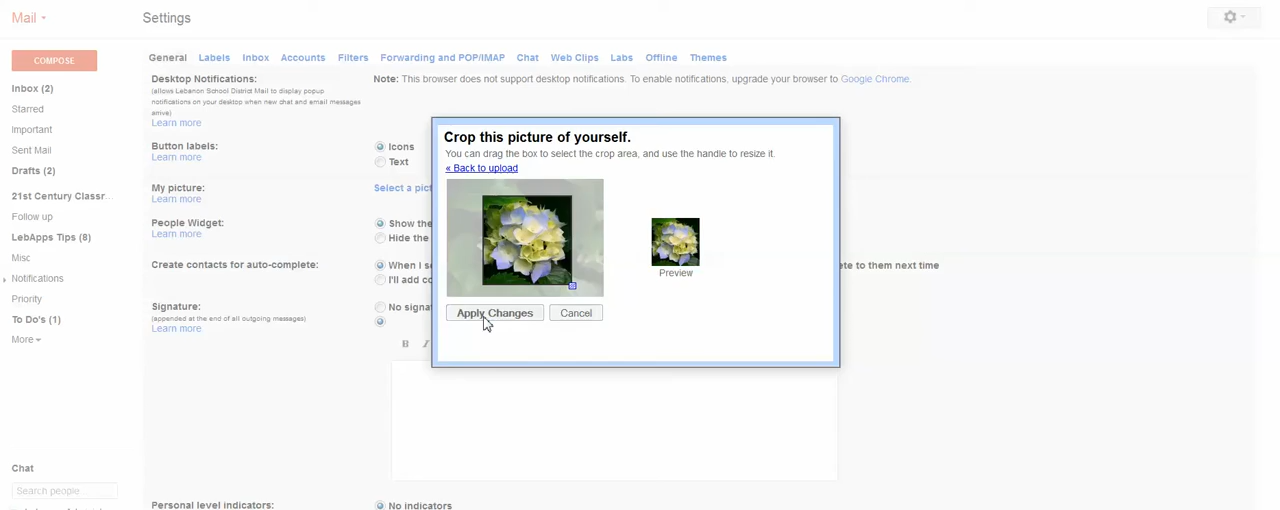 Mail
Settings
COMPOSE
General Labels Inbox Accounts Filters Forwarding and POP/IMAP Chat Web Clips Labs Offline Themes
Inbox (2)
Starred
Important
Sent Mail
Drafts (2)
21st Century Classr...
Follow up
LebApps Tips (8)
Misc
Notifications
Priority
To Do's (1)
More
Chat
Search people...
Desktop Notifications:
(allows Lebanon School District Mail to display popup
notifications on your desktop when new chat and email messages
arrive)
Learn more
Note: This browser does not support desktop notifications. To enable notifications, upgrade your browser to Google Chrome.
Button labels:
Learn more
Icons
Text
My picture:
Learn more
Select a pict
People Widget:
Learn more
Show the
Hide the
Create contacts for auto-complete:
When I s
I'll add co
ete to them next time
Signature:
(appended at the end of all outgoing messages)
Learn more
No signat
B I
Personal level indicators:
No indicators
Crop this picture of yourself.
You can drag the box to select the crop area, and use the handle to resize it.
« Back to upload
Preview
Apply Changes Cancel